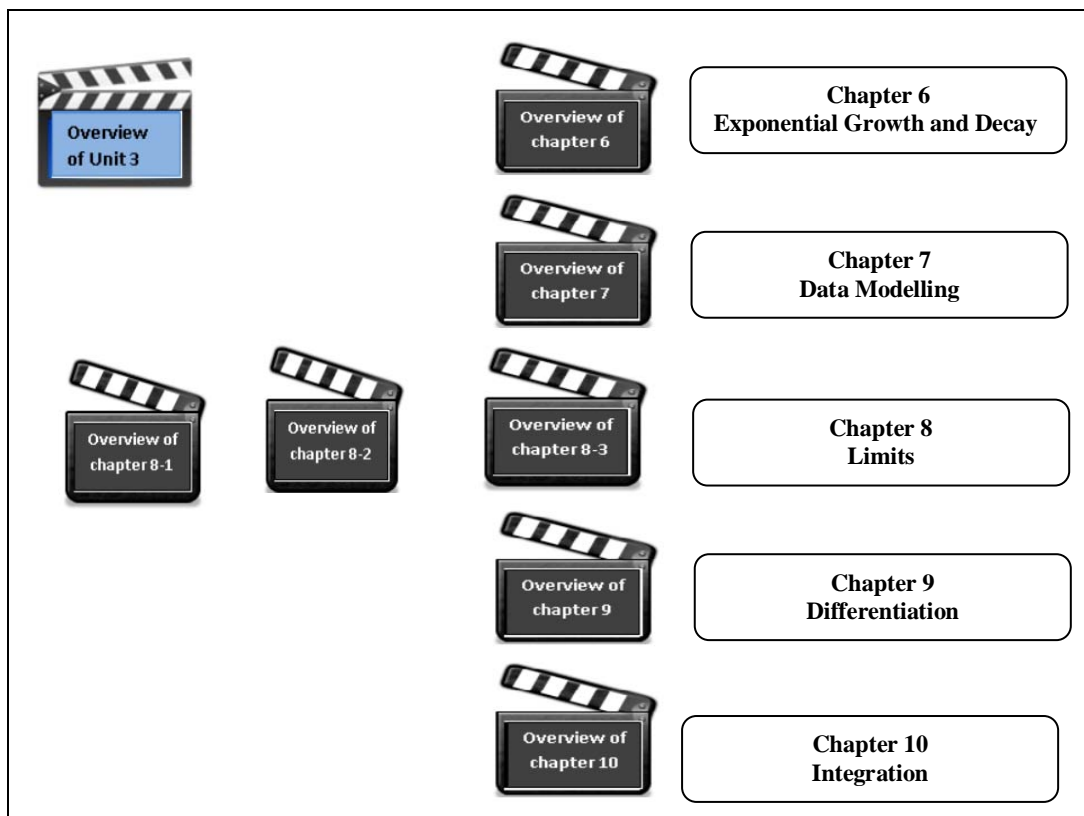 Overview
of Unit 3
Overview of
chapter 6
Chapter 6
Exponential Growth and Decay
Overview of
chapter 7
Chapter 7
Data Modelling
Overview of
chapter 8-1
Overview of
chapter 8-2
Overview of
chapter 8-3
Chapter 8
Limits
Overview of
chapter 9
Chapter 9
Differentiation
Overview of
chapter 10
Chapter 10
Integration